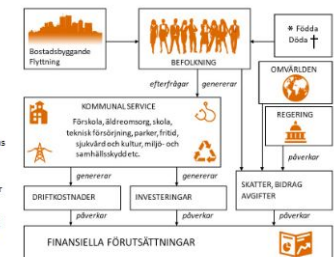 Bostadsbyggande
Flyttning
BEFOLKNING
* Födda
Döda †
efterfrågar
genererar
OMVÄRLDEN
KOMMUNAL SERVICE
Förskola, äldreomsorg, skola,
teknisk försörjning, parker, fritid,
sjukvård och kultur, miljö- och
samhällsskydd etc.
REGERING
påverkar
genererar
genererar
DRIFTKOSTNADER
INVESTERINGAR
SKATTER, BIDRAG
AVGIFTER
påverkar
påverkar
påverkar
FINANSIELLA FÖRUTSÄTTNINGAR